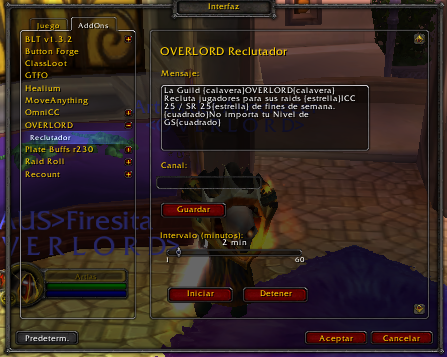 Interfaz
Juego
AddOns
BLT v1.3.2
Button Forge
ClassLoot
GTFO
Healium
MoveAnything
OmniCC
OVERLORD
Reclutador
Plate Buffs r230
Raid Roll
Recount
OVERLORD Reclutador
Mensaje:
La Guild {calavera}OVERLORD{calavera}
Recluta jugadores para sus raids {estrella}ICC
25 / SR 25{estrella} de fines de semana.
{cuadrado}No importa tu Nivel de
GS{cuadrado}
Canal:
Guardar
Intervalo (minutos):
2 min
1
60
Iniciar
Detener
AdS>Firesita
OVERLORD>
Predeterm.
Aceptar
Cancelar